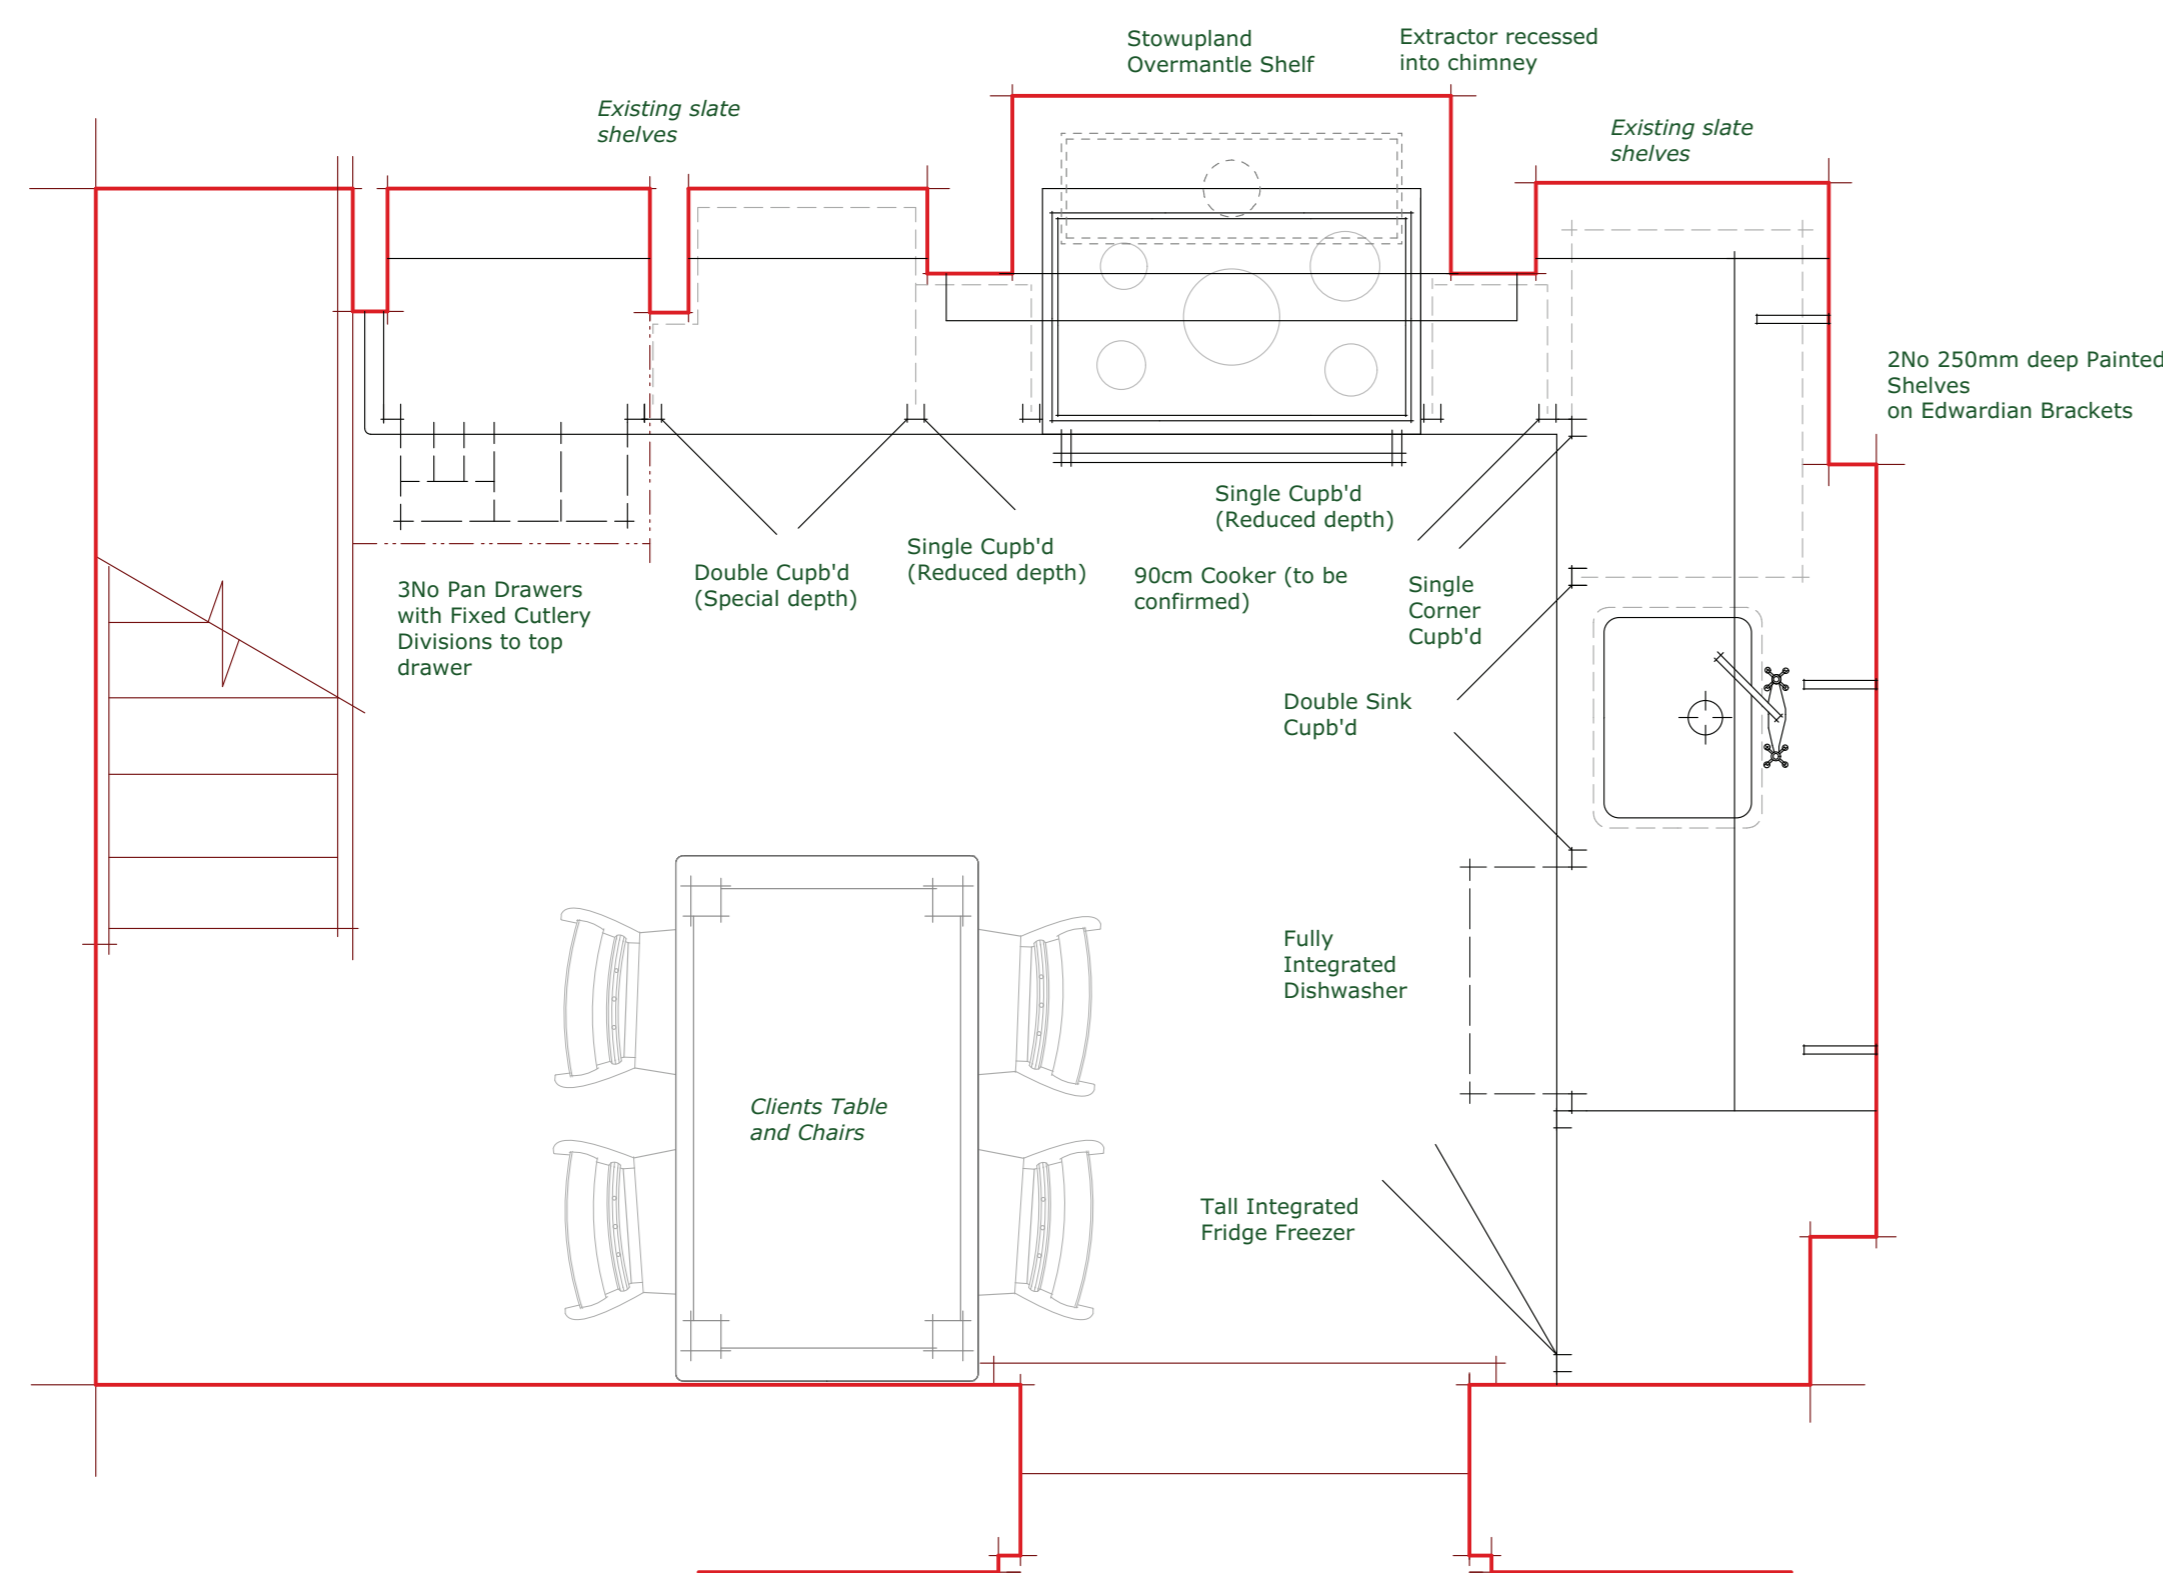 Stowupland
Overmantle Shelf
Extractor recessed
into chimney
Existing slate
shelves
Existing slate
shelves
2No 250mm deep Painted
Shelves
on Edwardian Brackets
Single Cupb'd
(Reduced depth)
Single Cupb'd
(Reduced depth)
Double Cupb'd
(Special depth)
90cm Cooker (to be
confirmed)
Single
Corner
Cupb'd
3No Pan Drawers
with Fixed Cutlery
Divisions to top
drawer
Double Sink
Cupb'd
Fully
Integrated
Dishwasher
Clients Table
and Chairs
Tall Integrated
Fridge Freezer